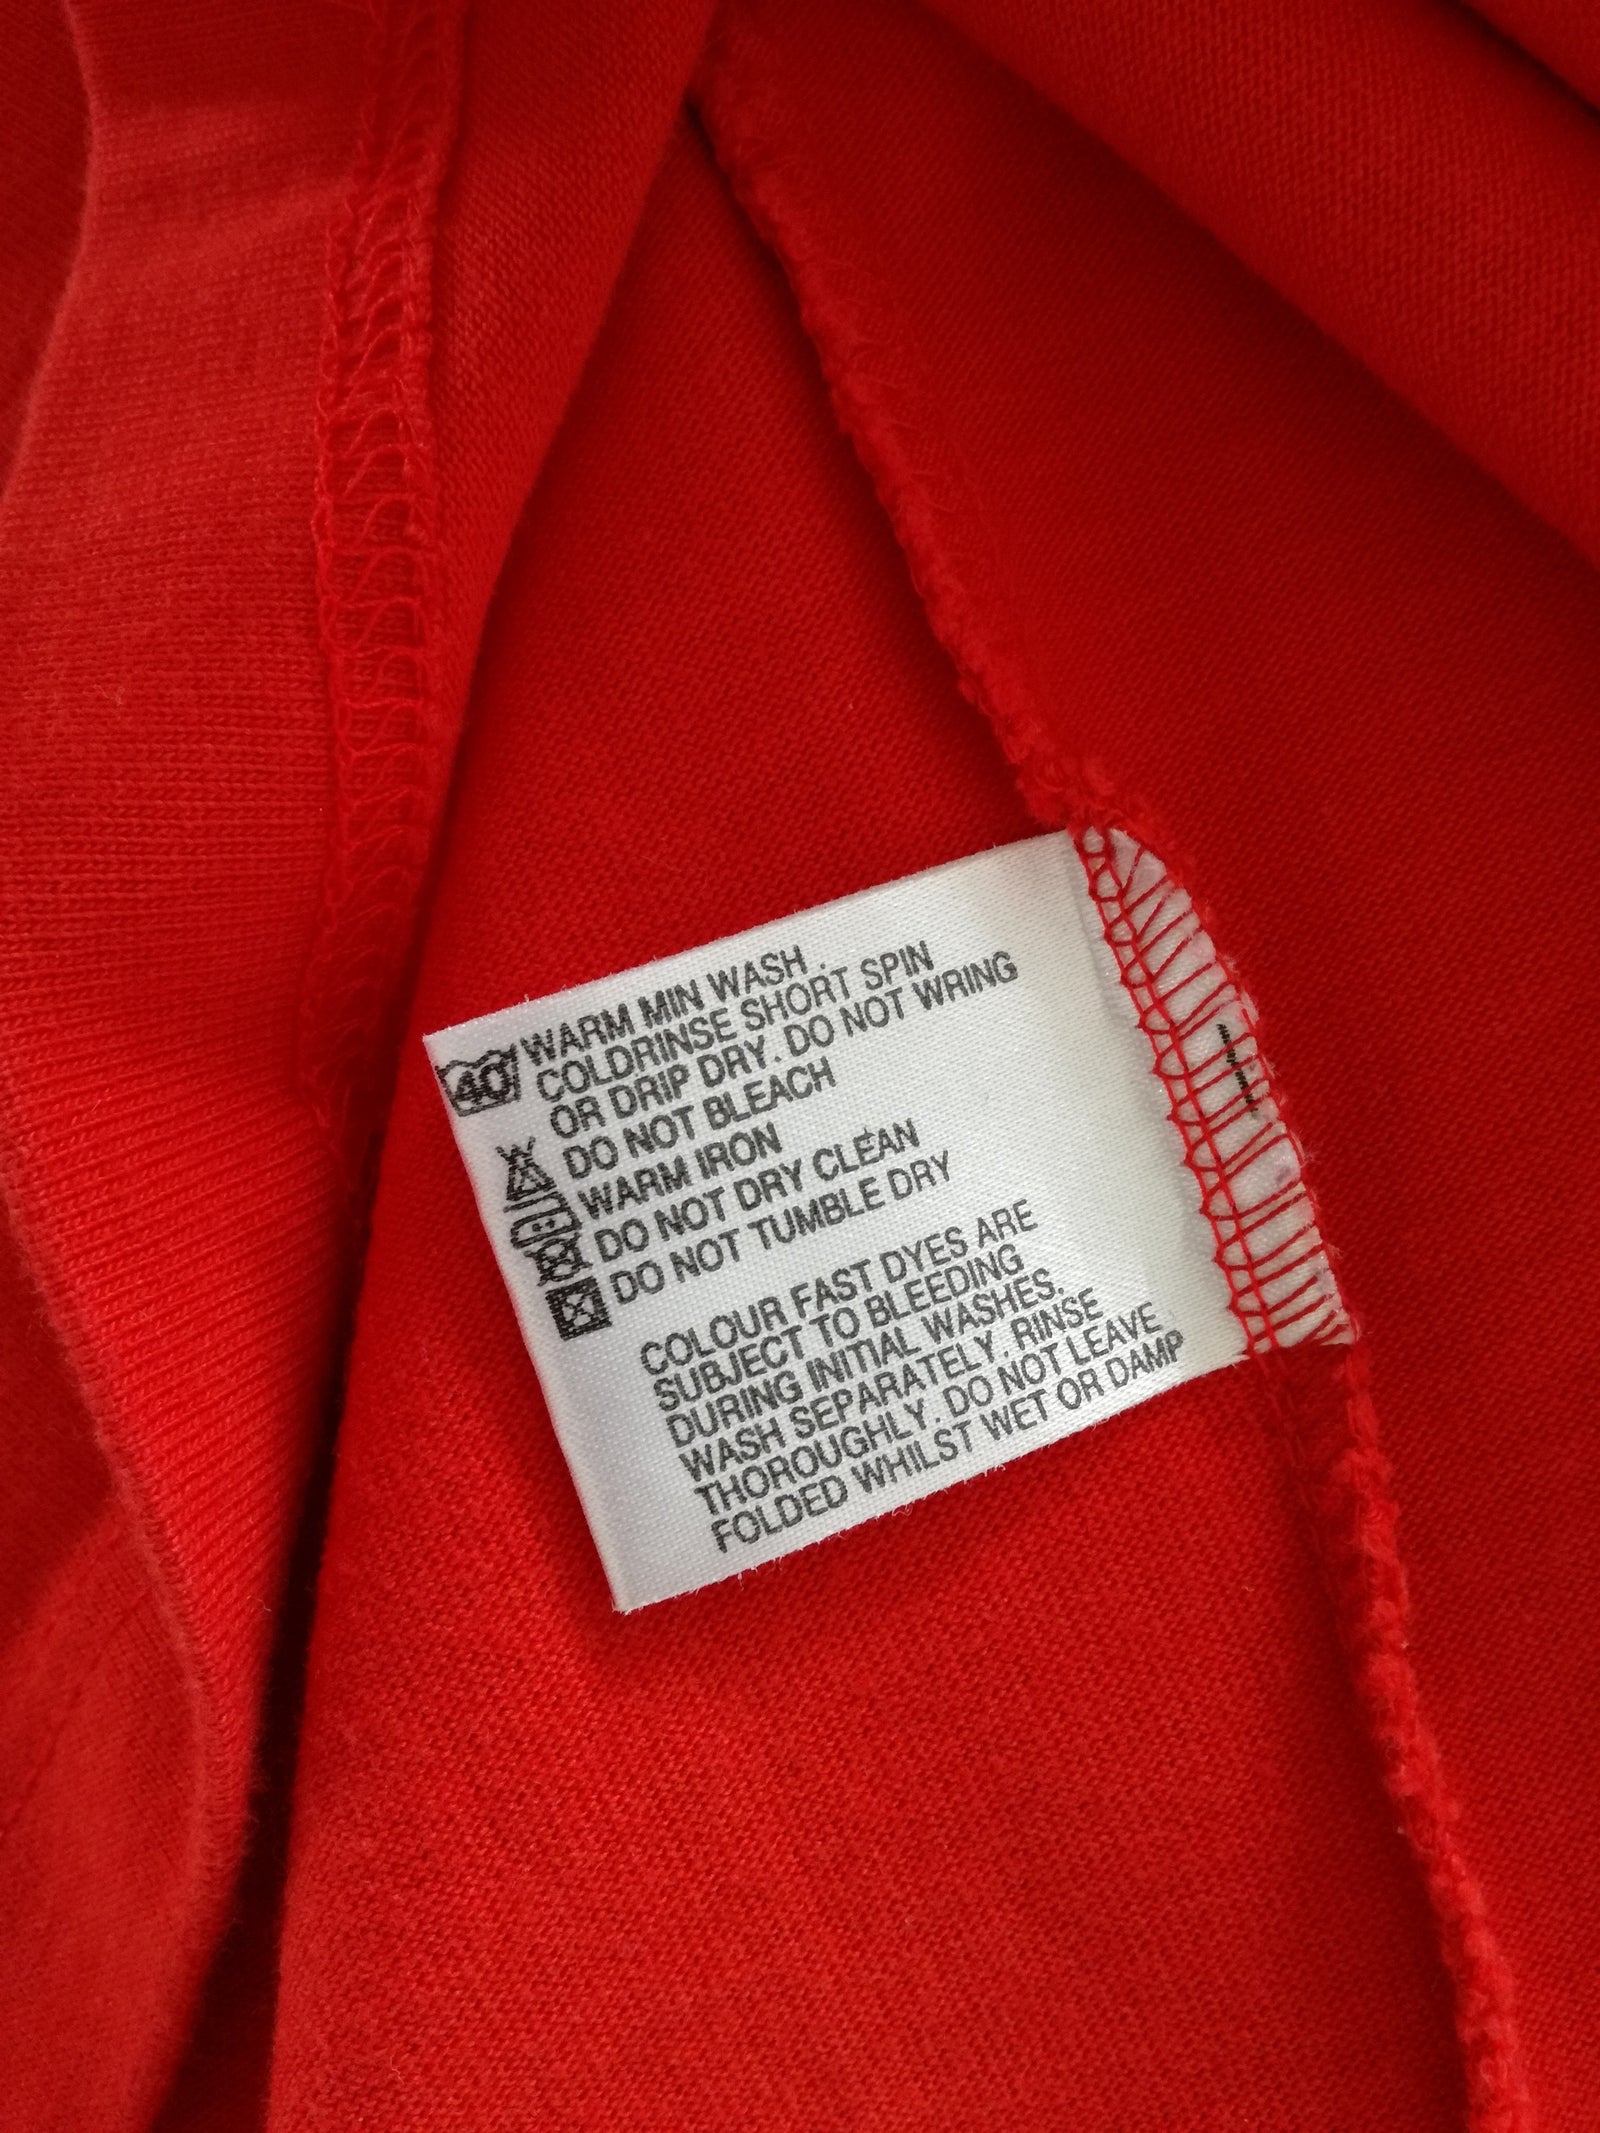 40
WARM MIN WASH .
COLDRINSE SHORT SPIN
OR DRIP DRY. DO NOT WRING
DO NOT BLEACH
WARM IRON
DO NOT DRY CLEAN
DO NOT TUMBLE DRY
COLOUR FAST DYES ARE
SUBJECT TO BLEEDING
DURING INITIAL WASHES.
WASH SEPARATELY. RINSE
THOROUGHLY. DO NOT LEAVE
FOLDED WHILST WET OR DAMP